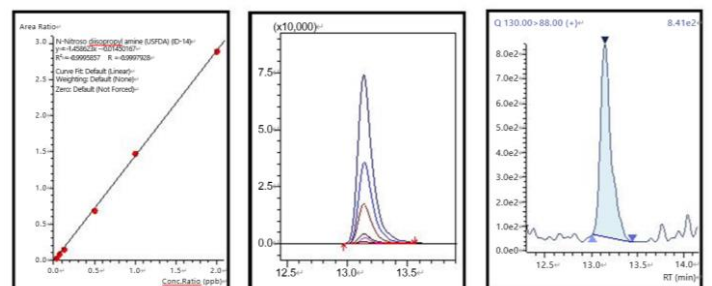 Area Ratio
3.0
N-Nitroso diisopropyl amine (USFDA) (ID-14)
Curve Fit: Default (Linear)
Weighting: Default (None)
Zero: Default (Not Forced)
2.5
2.0
1.5
1.0
0.5
0.0
0.0 0.5 1.0 1.5 2.0
Conc.Ratio (ppb)
(x10,000)
7.5
5.0
2.5
0.0
12.5 13.0 13.5
Q 130.00>88.00 (+) 8.41e2
8.0e2
7.0e2
6.0e2
5.0e2
4.0e2
3.0e2
2.0e2
1.0e2
0.0e0
12.5 13.0 13.5 14.0
RT (min)